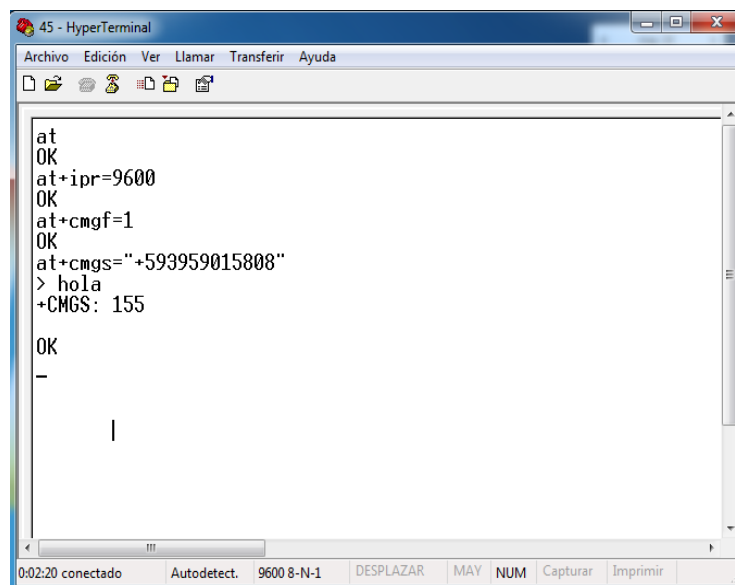 45 - HyperTerminal
Archivo Edición Ver Llamar Transferir Ayuda
at
OK
at+ipr=9600
OK
at+cmgf=1
OK
at+cmgs="+593959015808"
> hola
+CMGS: 155
OK
_
0:02:20 conectado Autodetect. 9600 8-N-1 DESPLAZAR MAY NUM Capturar Imprimir